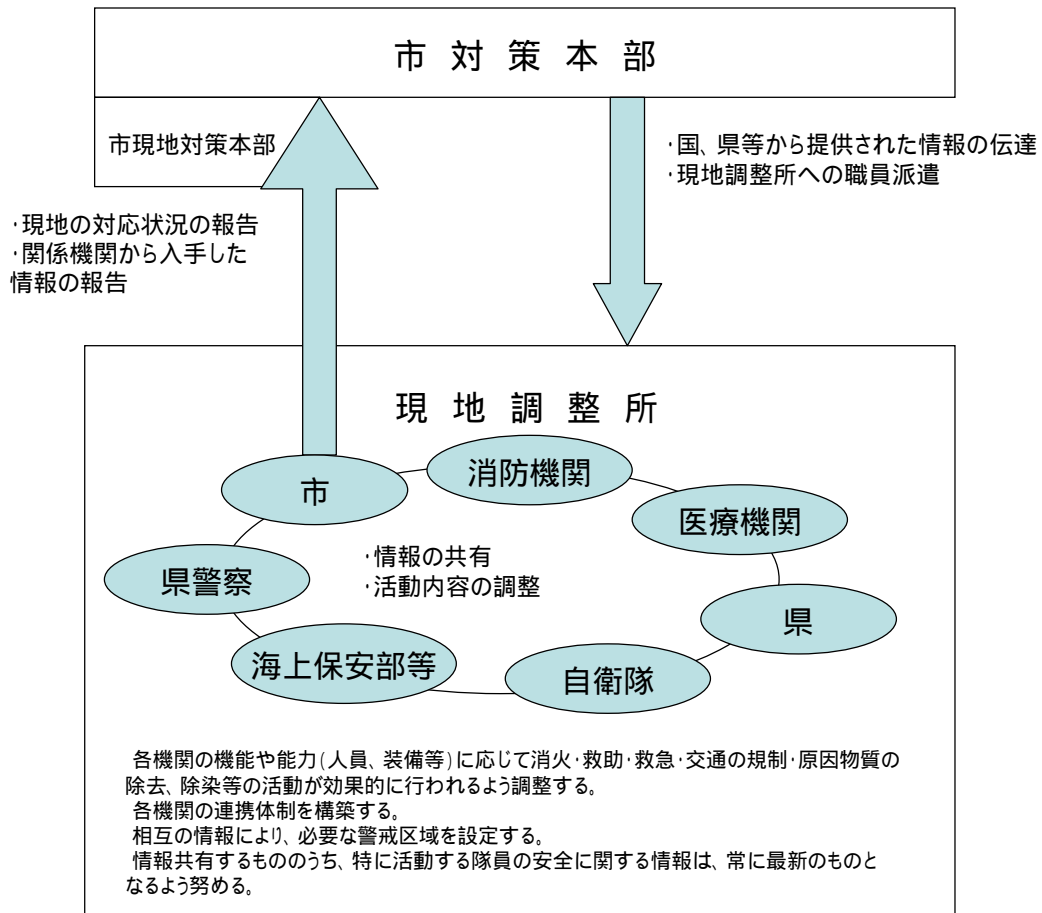 市対策本部
市現地対策本部
・国、県等から提供された情報の伝達
・現地調整所への職員派遣
・現地の対応状況の報告
・関係機関から入手した
情報の報告
現地調整所
消防機関
市
医療機関
・情報の共有
・活動内容の調整
県警察
県
海上保安部等
自衛隊
各機関の機能や能力(人員、装備等)に応じて消火・救助・救急・交通の規制・原因物質の
除去、除染等の活動が効果的に行われるよう調整する。
各機関の連携体制を構築する。
相互の情報により、必要な警戒区域を設定する。
情報共有するもののうち、特に活動する隊員の安全に関する情報は、常に最新のものと
なるよう努める。